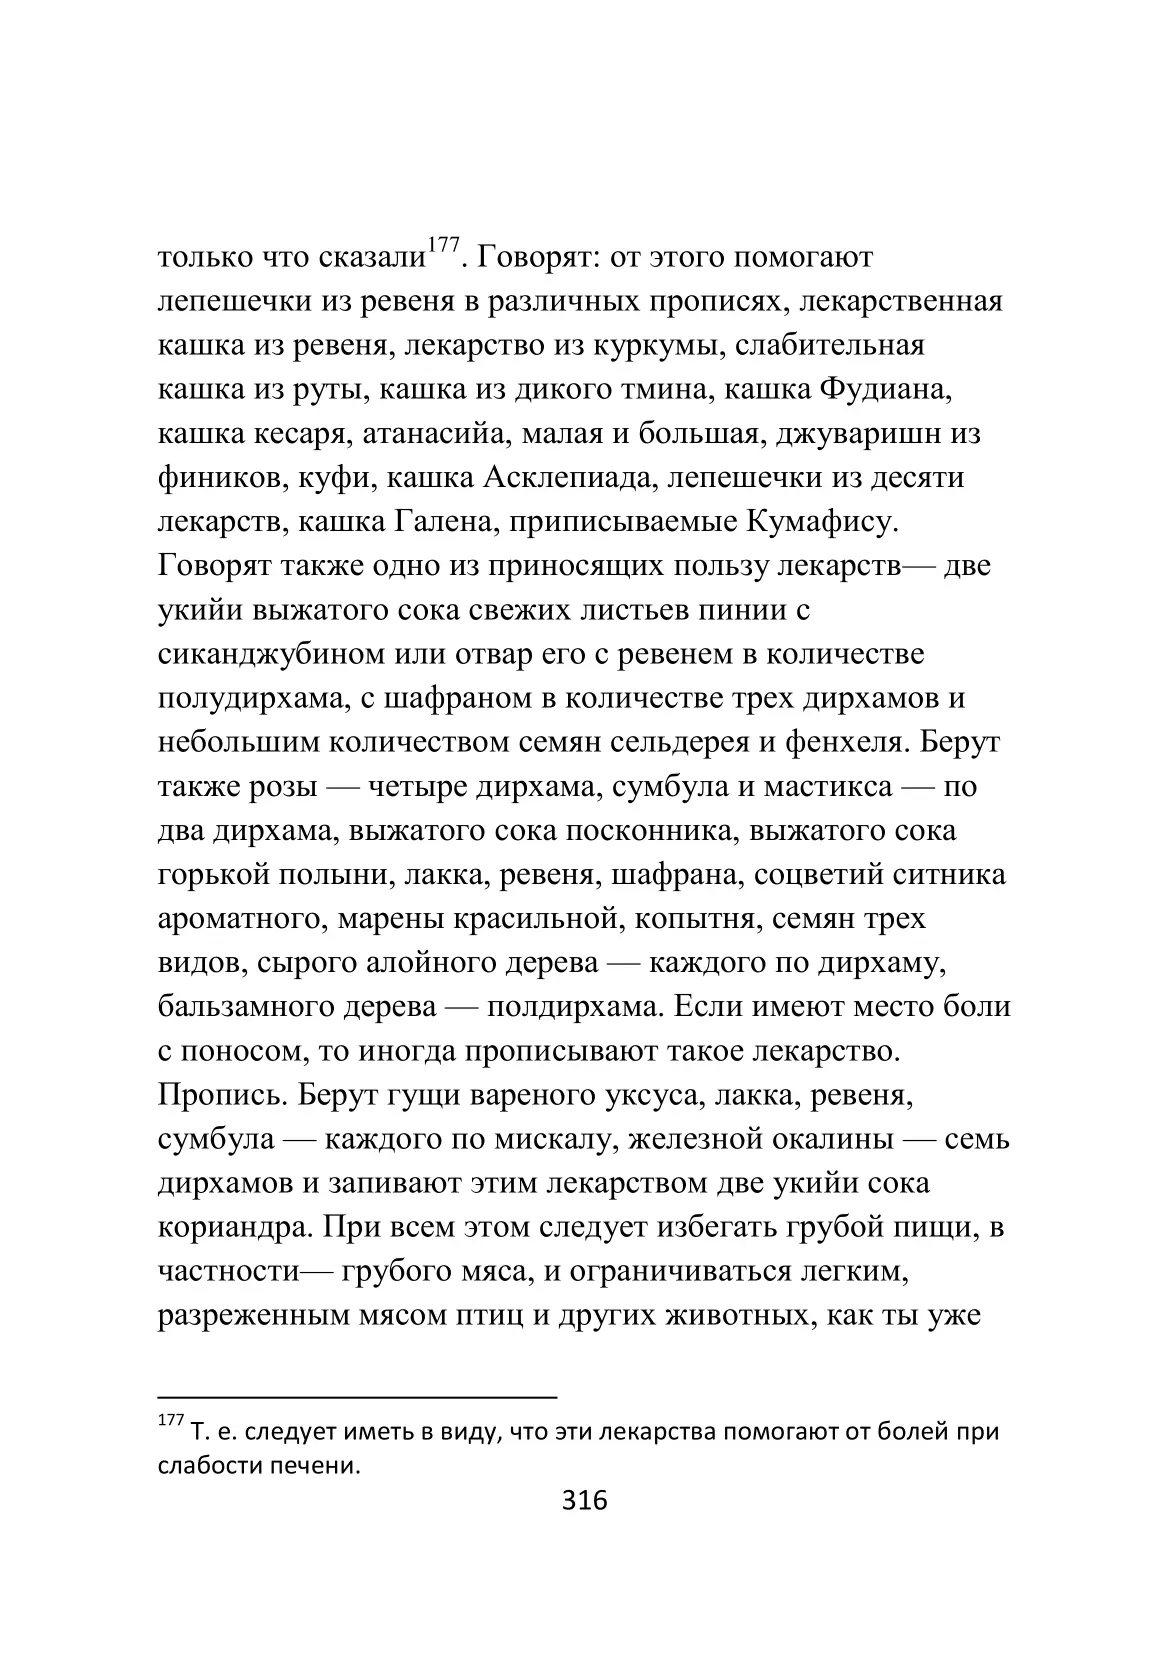 только что сказали177. Говорят: от этого помогают
лепешечки из ревеня в различных прописях, лекарственная
кашка из ревеня, лекарство из куркумы, слабительная
кашка из руты, кашка из дикого тмина, кашка Фудиана,
кашка кесаря, атанасийа, малая и большая, джуваришн из
фиников, куфи, кашка Асклепиада, лепешечки из десяти
лекарств, кашка Галена, приписываемые Кумафису.
Говорят также одно из приносящих пользу лекарств— две
укийи выжатого сока свежих листьев пинии с
сиканджубином или отвар его с ревенем в количестве
полудирхама, с шафраном в количестве трех дирхамов и
небольшим количеством семян сельдерея и фенхеля. Берут
также розы — четыре дирхама, сумбула и мастикса — по
два дирхама, выжатого сока посконника, выжатого сока
горькой полыни, лакка, ревеня, шафрана, соцветий ситника
ароматного, марены красильной, копытня, семян трех
видов, сырого алойного дерева — каждого по дирхаму,
бальзамного дерева — полдирхама. Если имеют место боли
с поносом, то иногда прописывают такое лекарство.
Пропись. Берут гущи вареного уксуса, лакка, ревеня,
сумбула — каждого по мискалу, железной окалины — семь
дирхамов и запивают этим лекарством две укийи сока
кориандра. При всем этом следует избегать грубой пищи, в
частности— грубого мяса, и ограничиваться легким,
разреженным мясом птиц и других животных, как ты уже
177 Т. е. следует иметь в виду, что эти лекарства помогают от болей при
слабости печени.
316